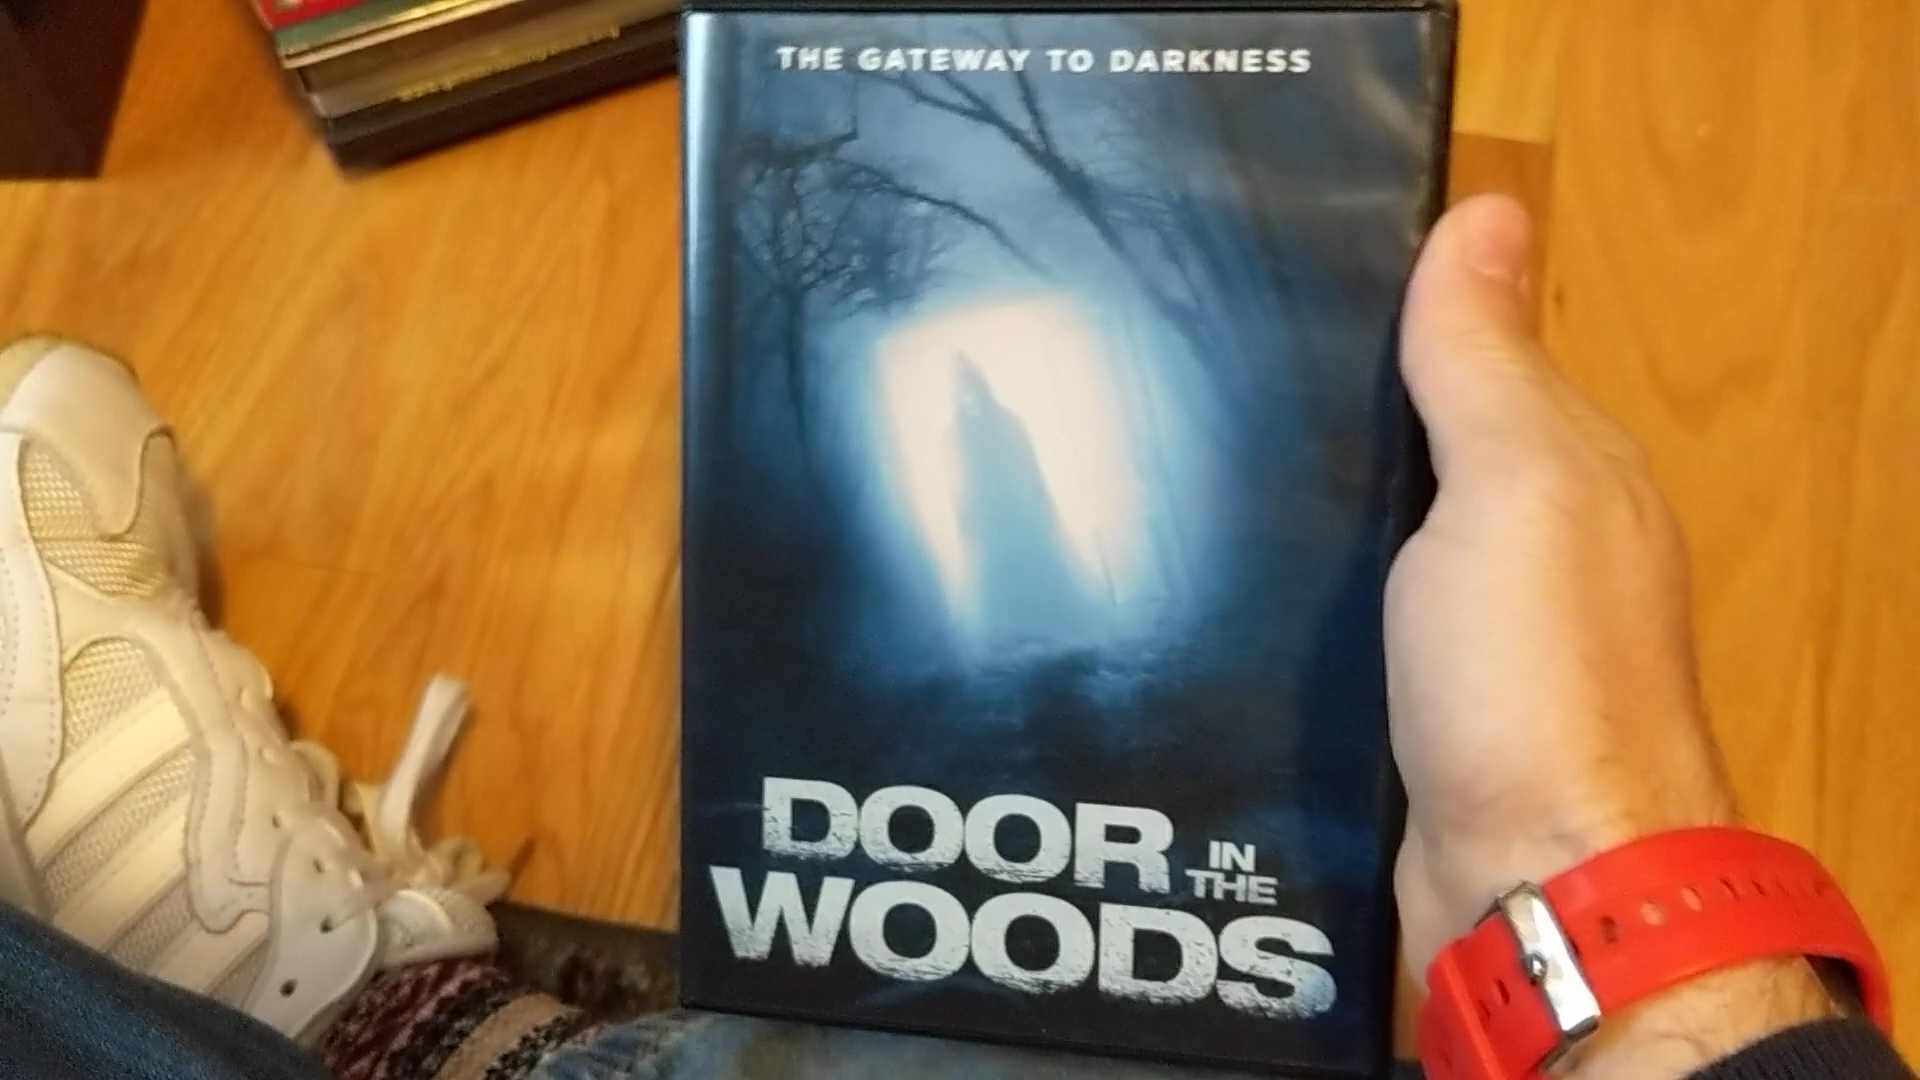 THE GATEWAY TO DARKNESS
DOOR
IN
THE
WOODS